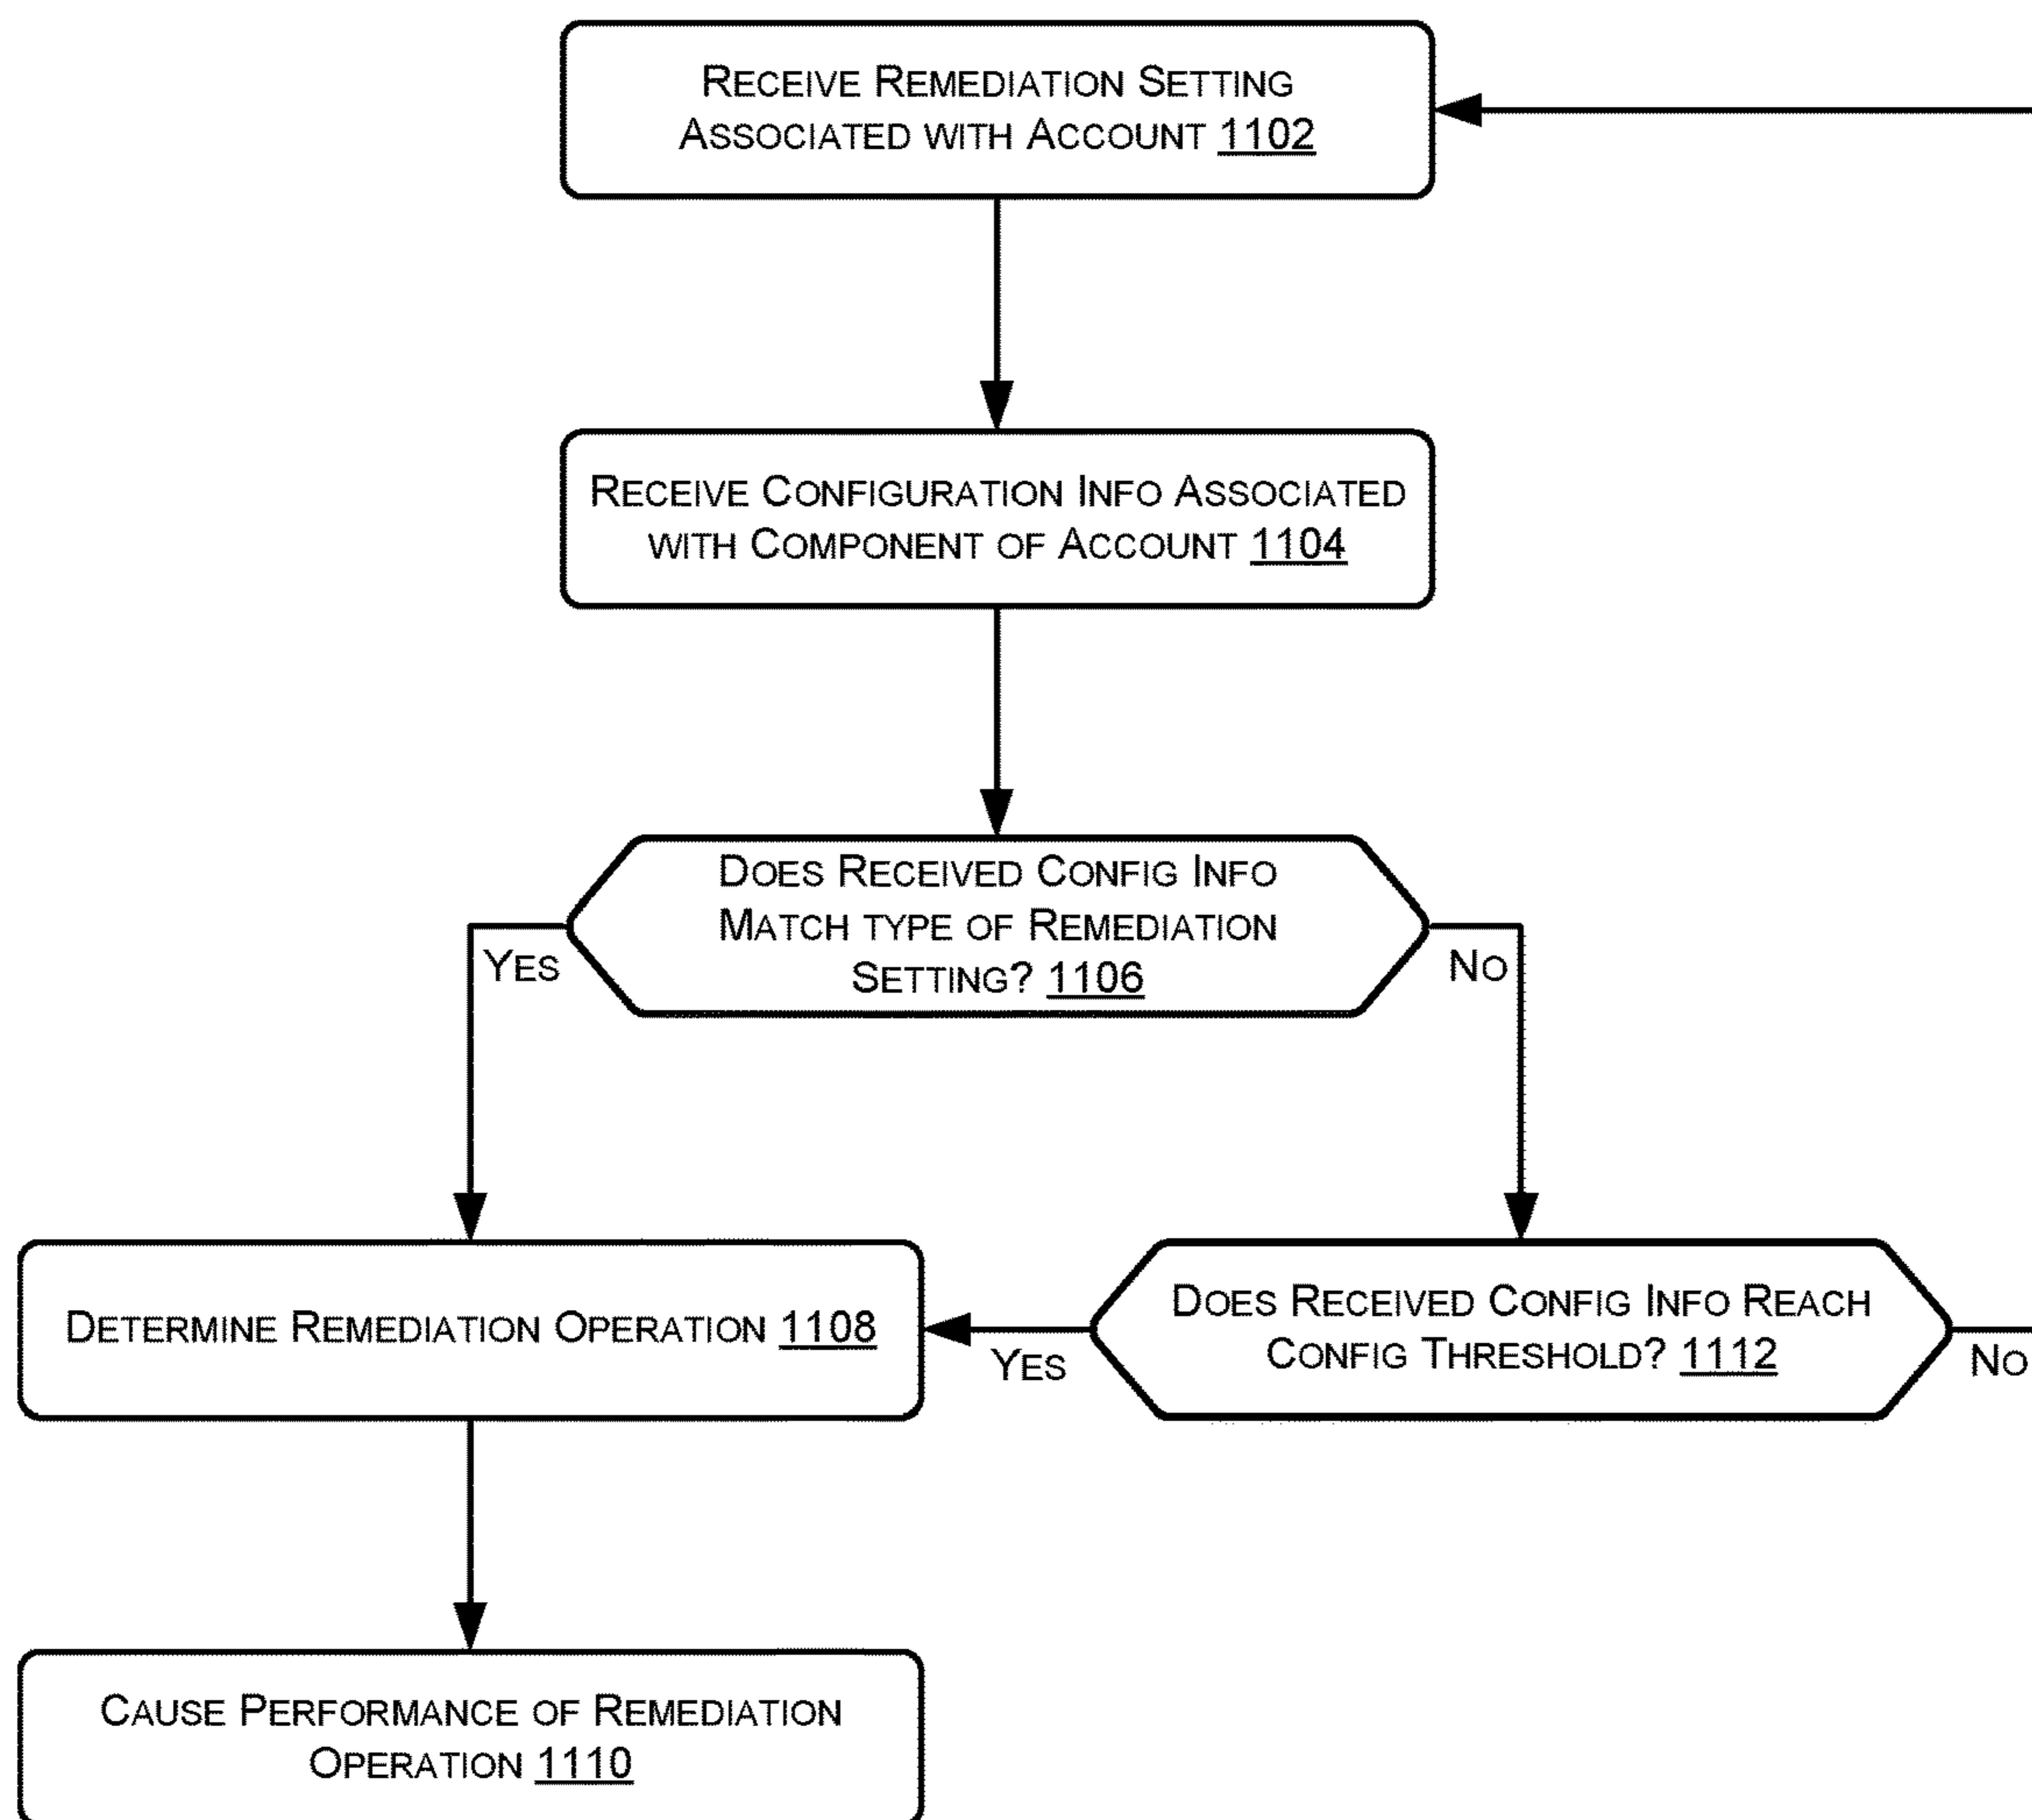 RECEIVE REMEDIATION SETTING
ASSOCIATED WITH ACCOUNT 1102
RECEIVE CONFIGURATION INFO ASSOCIATED
WITH COMPONENT OF ACCOUNT 1104
DOES RECEIVED CONFIG INFO
MATCH TYPE OF REMEDIATION
SETTING? 1106
YES
NO
DETERMINE REMEDIATION OPERATION 1108
DOES RECEIVED CONFIG INFO REACH
CONFIG THRESHOLD? 1112
YES
NO
CAUSE PERFORMANCE OF REMEDIATION
OPERATION 1110